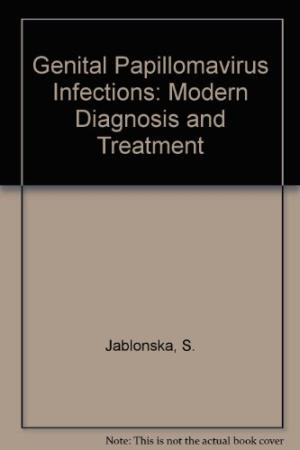 Genital Papillomavirus
Infections: Modern
Diagnosis and
Treatment
Jablonska, S.
Note: This is not the actual book cover